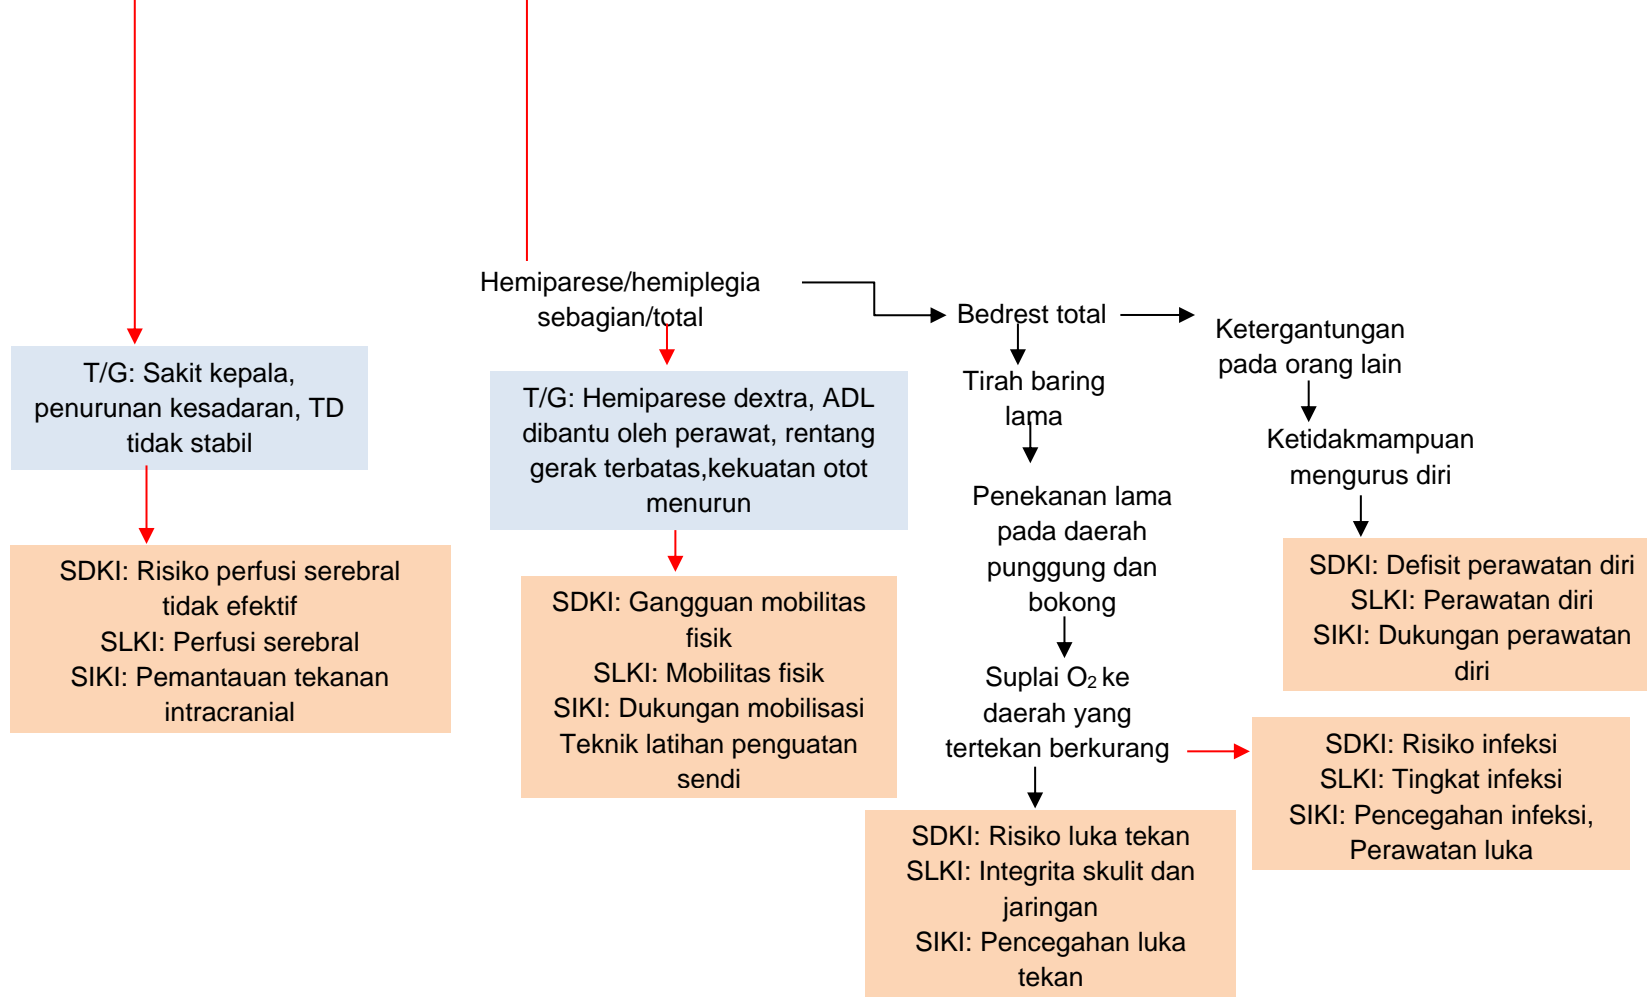 Hemiparese/hemiplegia
sebagian/total
Bedrest total
Ketergantungan
pada orang lain
T/G: Sakit kepala,
penurunan kesadaran, TD
tidak stabil
T/G: Hemiparese dextra, ADL
dibantu oleh perawat, rentang
gerak terbatas,kekuatan otot
menurun
Tirah baring
lama
Ketidakmampuan
mengurus diri
Penekanan lama
pada daerah
punggung dan
bokong
SDKI: Risiko perfusi serebral
tidak efektif
SLKI: Perfusi serebral
SIKI: Pemantauan tekanan
intracranial
SDKI: Gangguan mobilitas
fisik
SLKI: Mobilitas fisik
SIKI: Dukungan mobilisasi
Teknik latihan penguatan
sendi
SDKI: Defisit perawatan diri
SLKI: Perawatan diri
SIKI: Dukungan perawatan
diri
Suplai O₂ ke
daerah yang
tertekan berkurang
SDKI: Risiko infeksi
SLKI: Tingkat infeksi
SIKI: Pencegahan infeksi,
Perawatan luka
SDKI: Risiko luka tekan
SLKI: Integrita skulit dan
jaringan
SIKI: Pencegahan luka
tekan